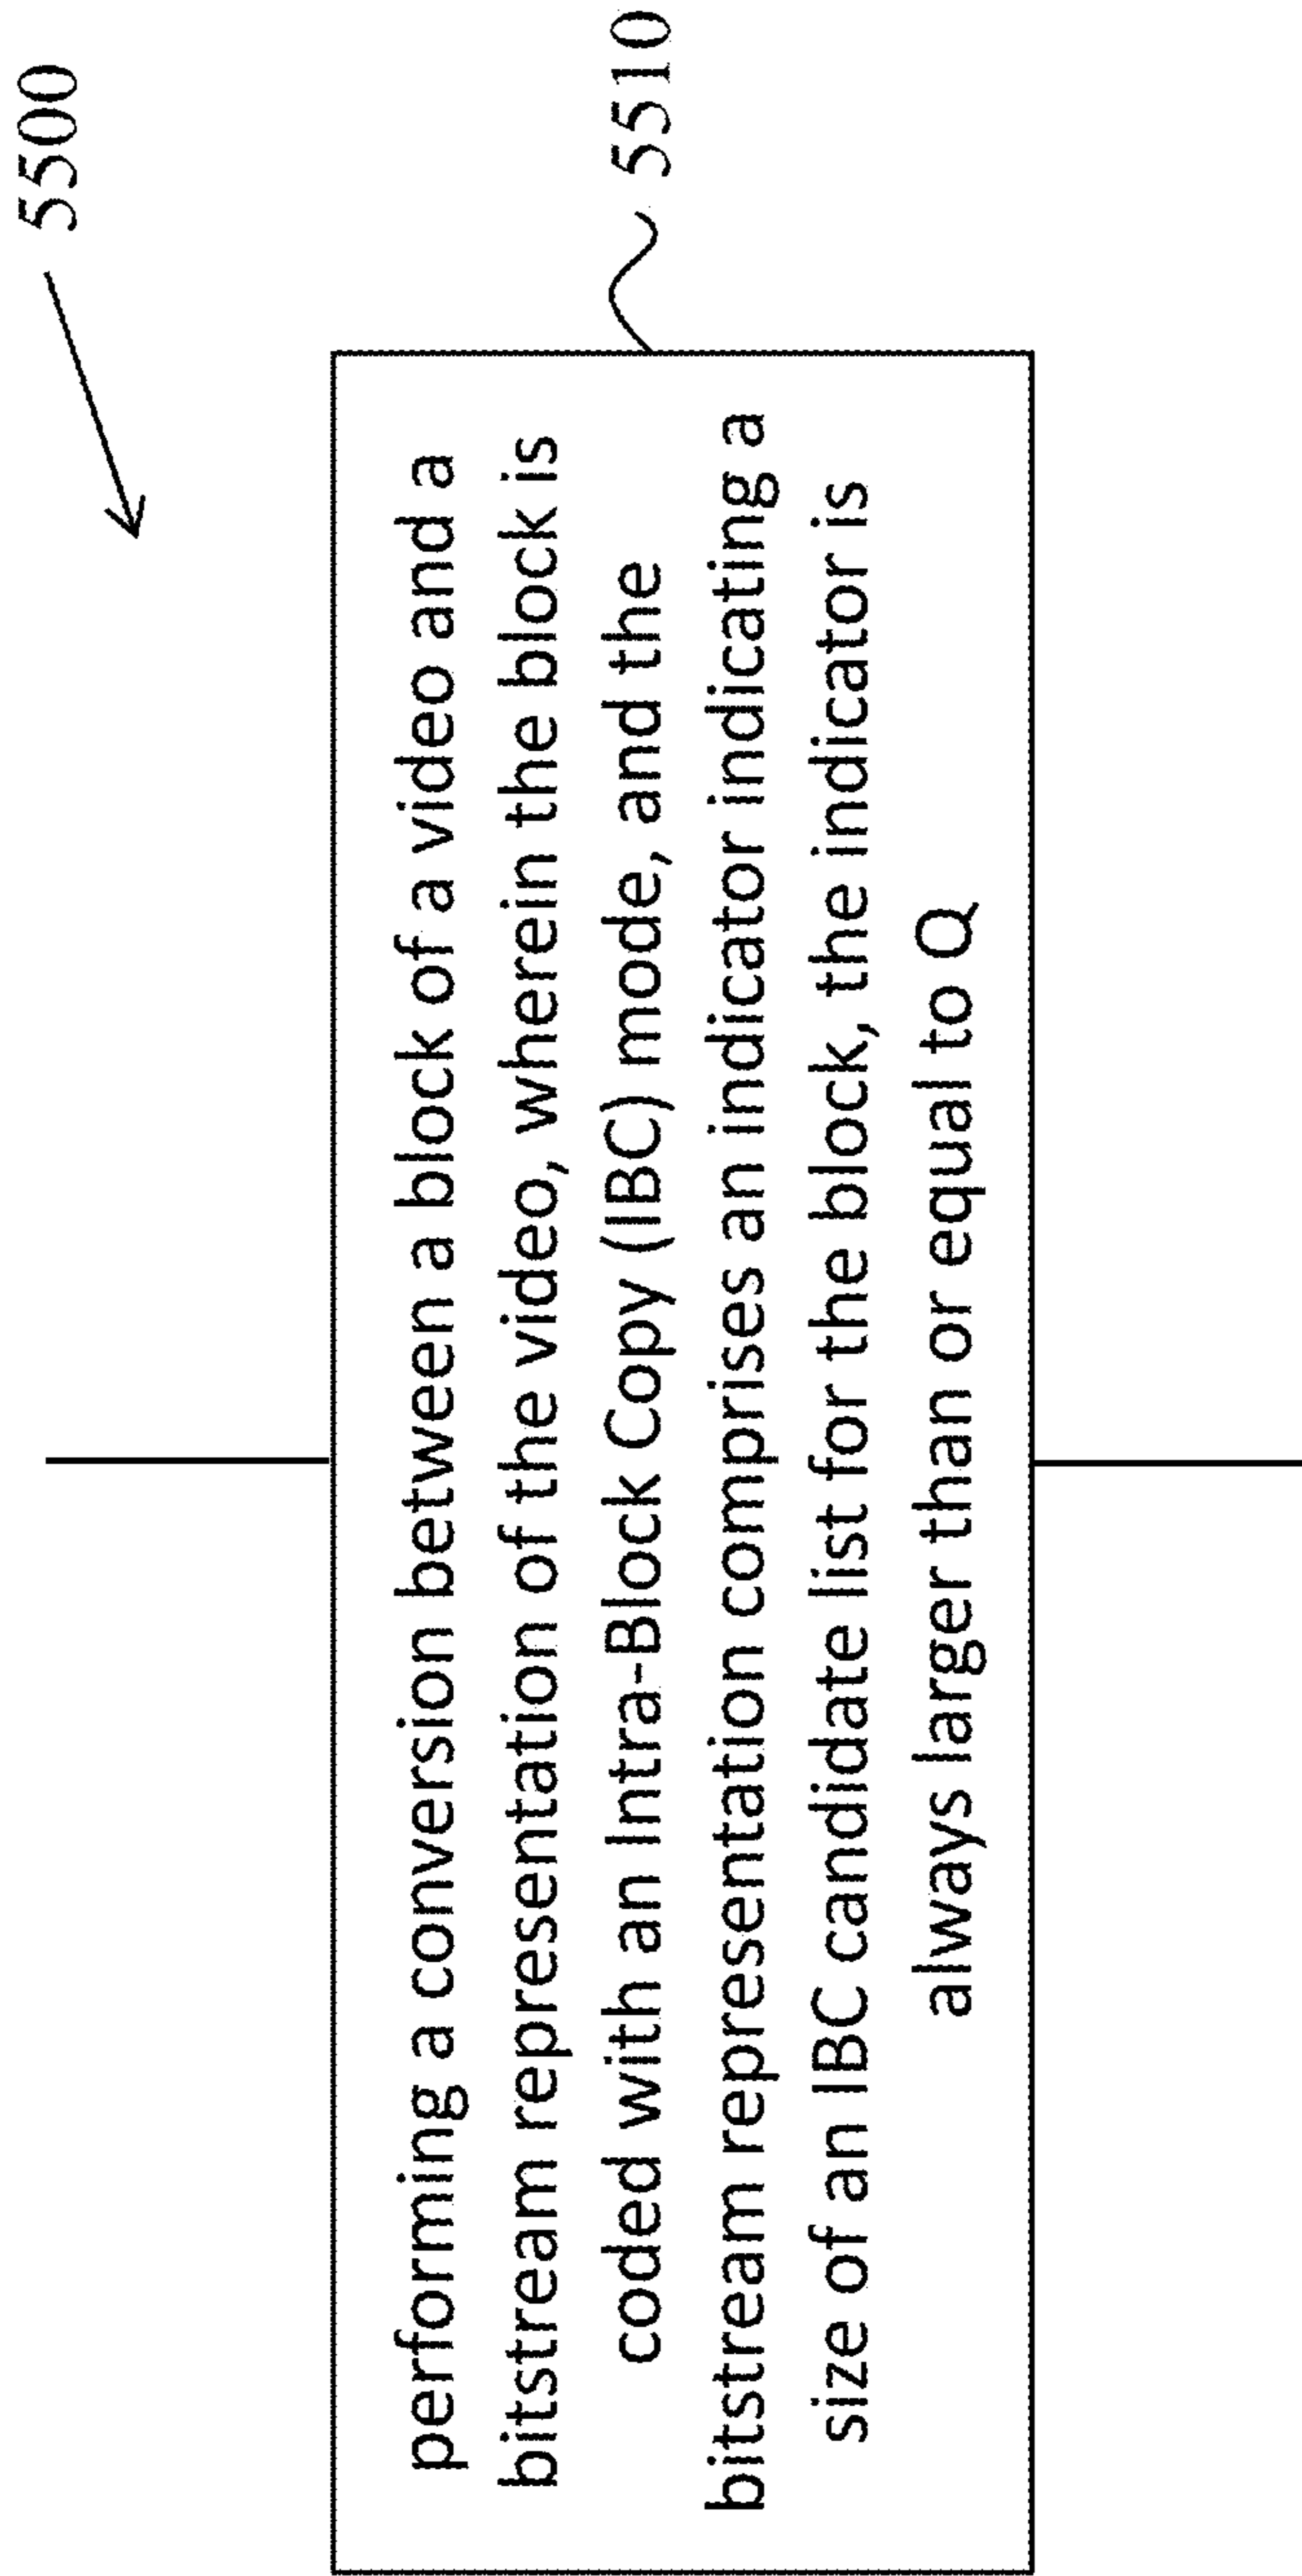 5500
performing a conversion between a block of a video and a
bitstream representation of the video, wherein the block is
coded with an Intra-Block Copy (IBC) mode, and the
bitstream representation comprises an indicator indicating a
size of an IBC candidate list for the block, the indicator is
always larger than or equal to Q
5510